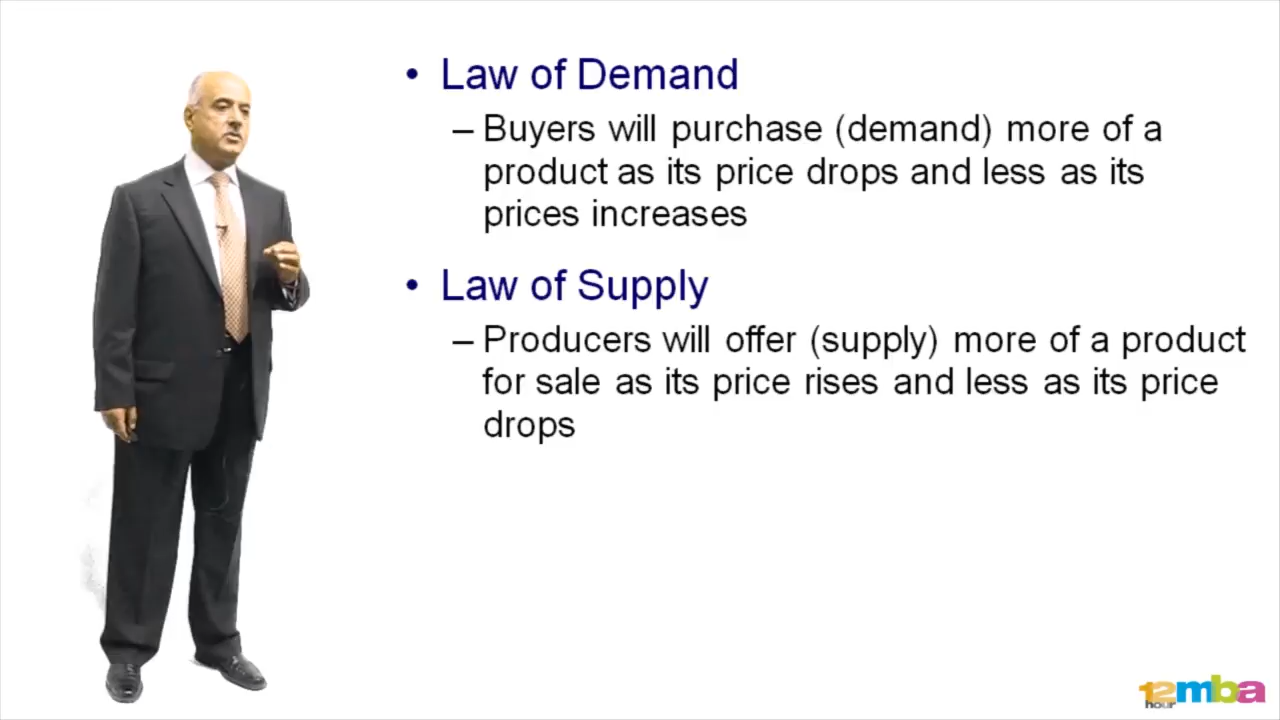 • Law of Demand
– Buyers will purchase (demand) more of a
product as its price drops and less as its
prices increases
• Law of Supply
– Producers will offer (supply) more of a product
for sale as its price rises and less as its price
drops
12mba
hour